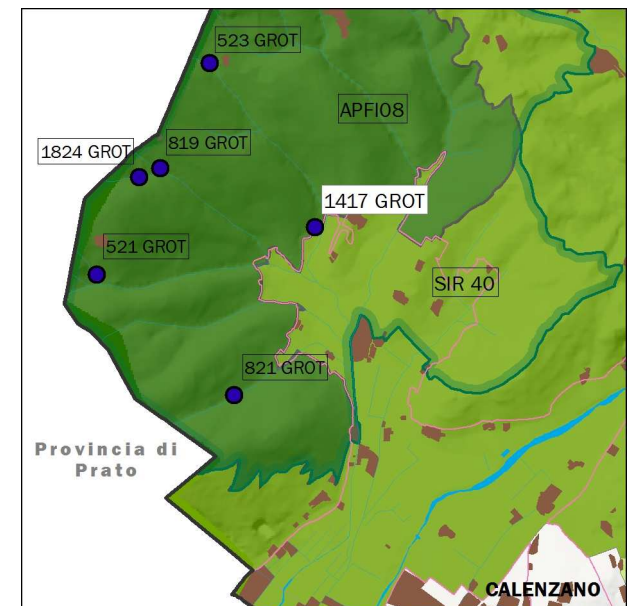 523 GROT
APFI08
819 GROT
1824 GROT
1417 GROT
521 GROT
SIR 40
821 GROT
Provincia di
Prato
CALENZANO